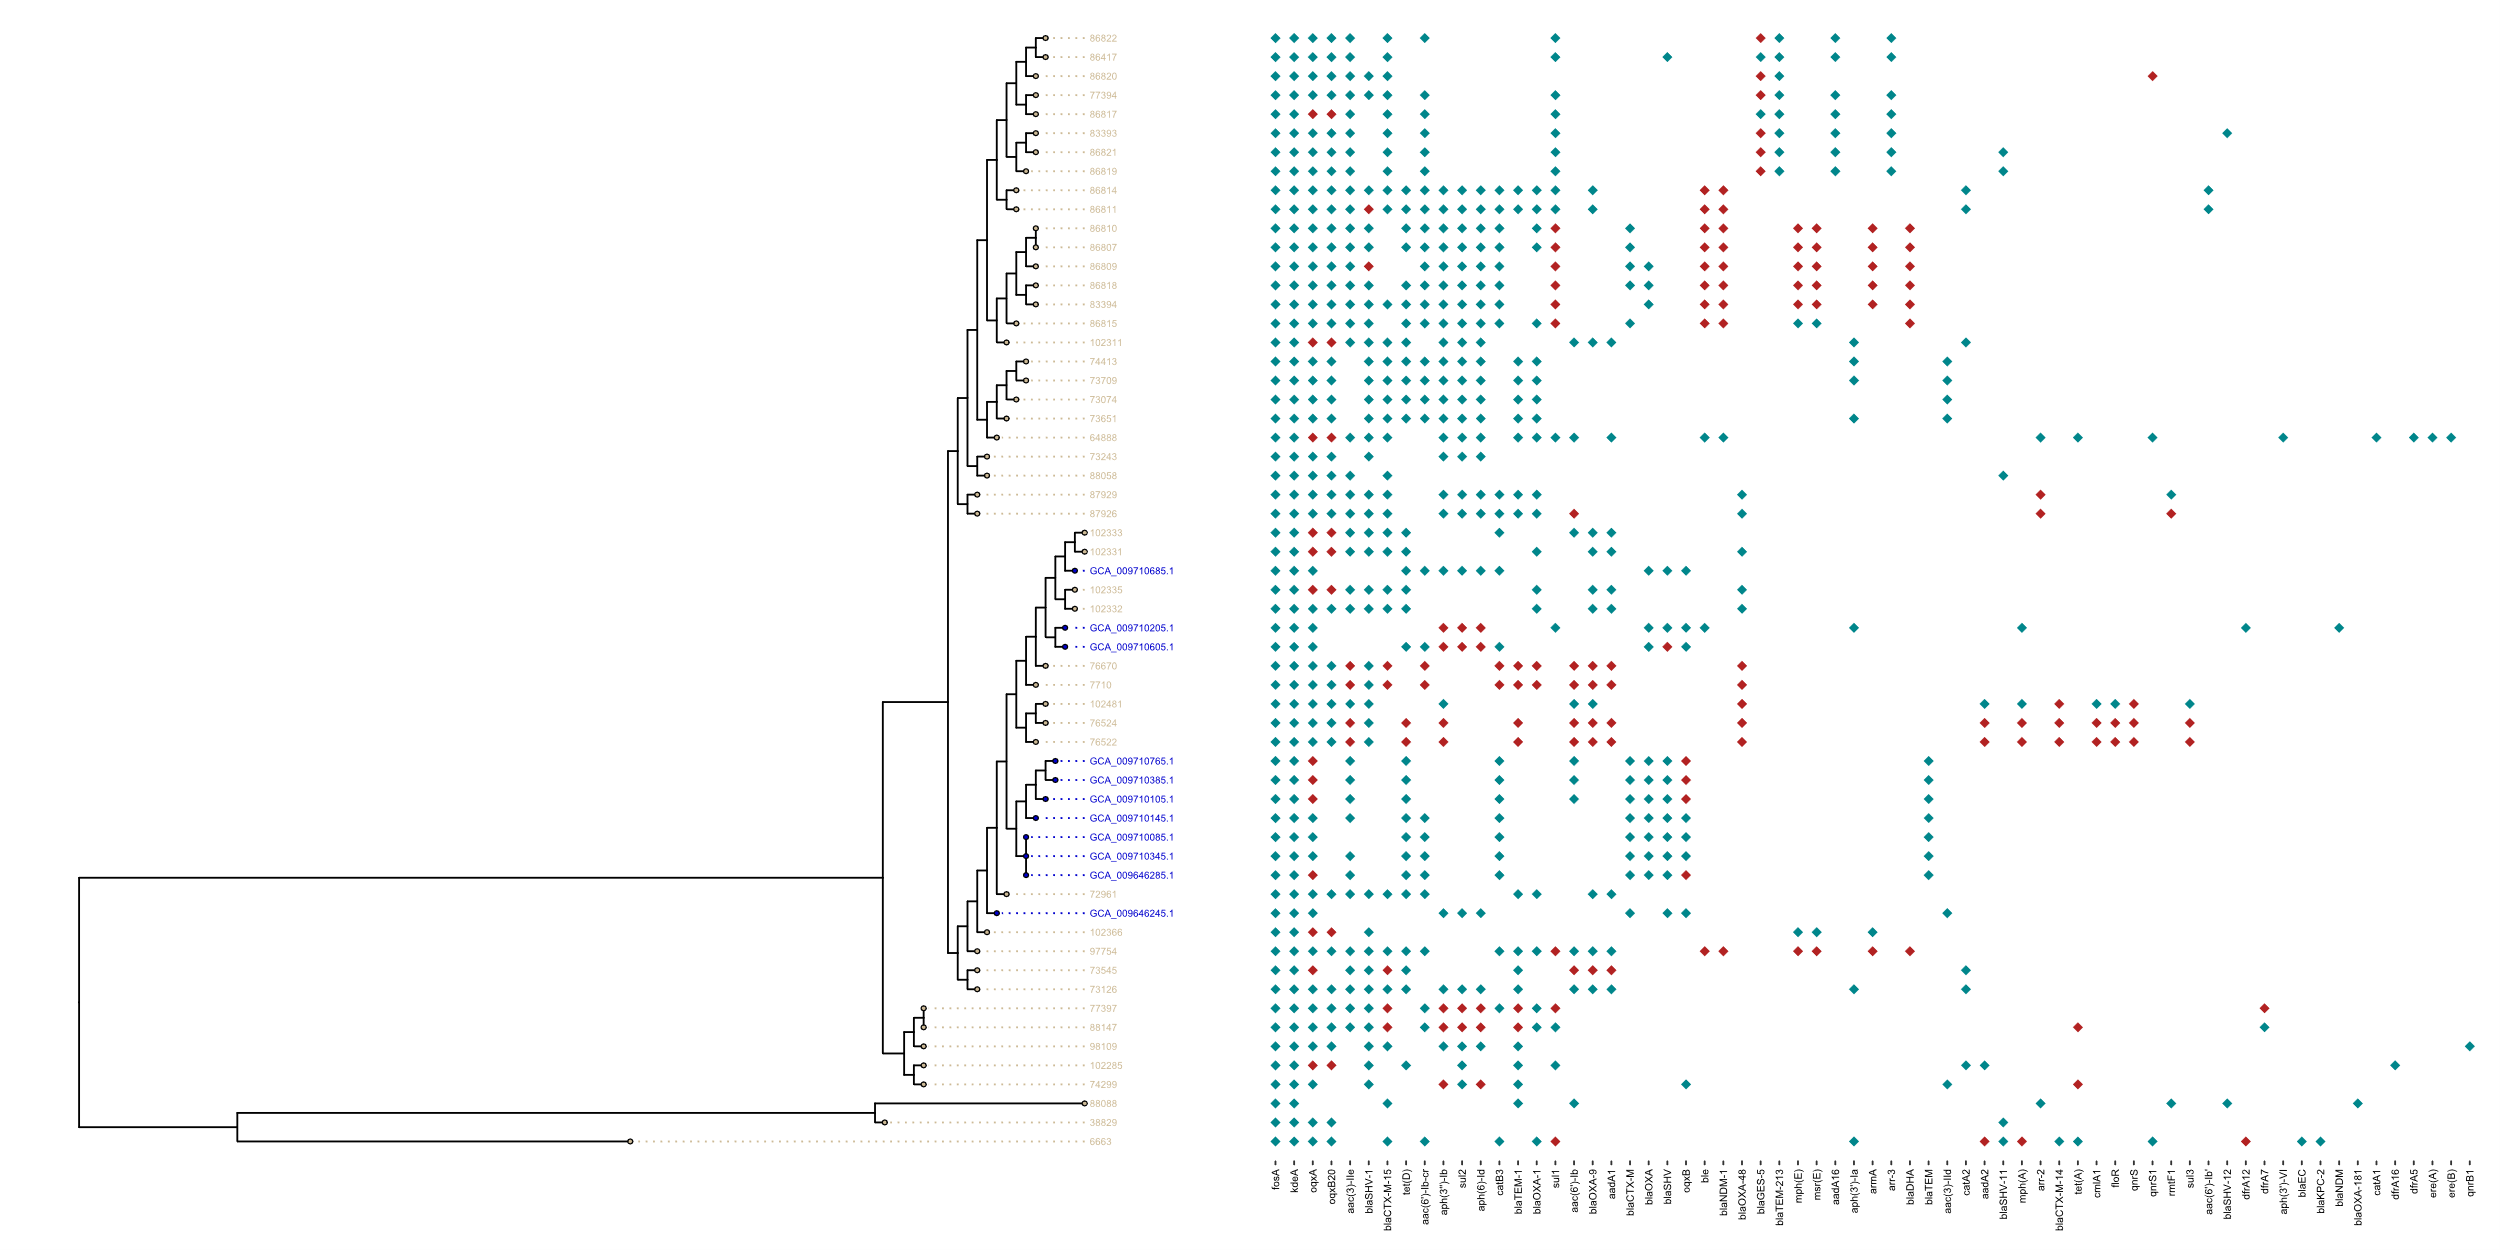 86822
86417
86820
77394
86817
83393
86821
86819
86814
86811
86810
86807
86809
86818
83394
86815
102311
74413
73709
73074
73651
64888
73243
88058
87929
87926
102333
102331
GCA_009710685.1
102335
102332
GCA_009710205.1
GCA_009710605.1
76670
7710
102481
76524
76522
GCA_009710765.1
GCA_009710385.1
GCA_009710105.1
GCA_009710145.1
GCA_009710085.1
GCA_009710345.1
GCA_009646285.1
72961
GCA_009646245.1
102366
97754
73545
73126
77397
88147
98109
102285
74299
88088
38829
6663
fosA
kdeA
oqxA
oqxB20
aac(3)-IIe
blaSHV-1
blaCTX-M-15
tet(D)
aac(6')-Ib-cr
aph(3'')-Ib
sul2
aph(6)-Id
catB3
blaTEM-1
blaOXA-1
sul1
aac(6')-Ib
blaOXA-9
aadA1
blaCTX-M
blaOXA
blaSHV
oqxB
ble
blaNDM-1
blaOXA-48
blaGES-5
blaTEM-213
mph(E)
msr(E)
aadA16
aph(3')-Ia
armA
arr-3
blaDHA
blaTEM
aac(3)-IId
catA2
aadA2
blaSHV-11
mph(A)
arr-2
blaCTX-M-14
tet(A)
cmlA1
floR
qnrS
qnrS1
rmtF1
sul3
aac(6')-Ib'
blaSHV-12
dfrA12
dfrA7
aph(3')-VI
blaEC
blaKPC-2
blaNDM
blaOXA-181
catA1
dfrA16
dfrA5
ere(A)
ere(B)
qnrB1